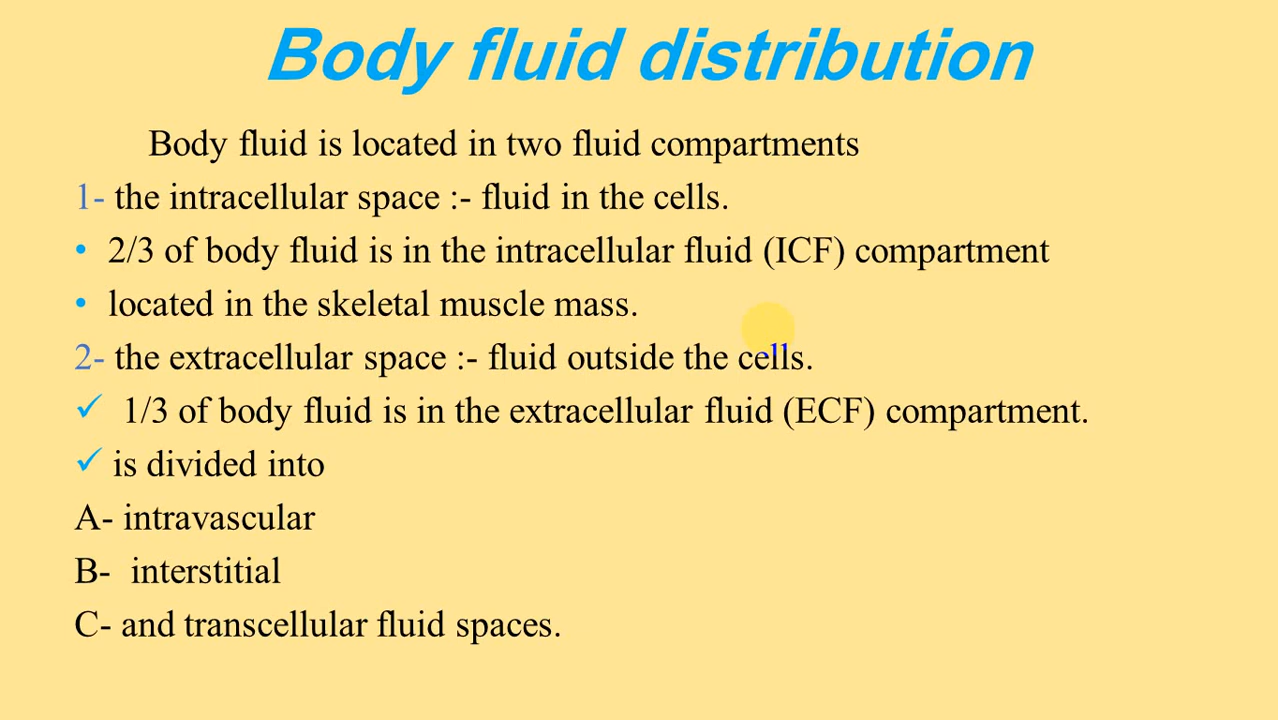 Body fluid distribution
Body fluid is located in two fluid compartments
1- the intracellular space :- fluid in the cells.
• 2/3 of body fluid is in the intracellular fluid (ICF) compartment
• located in the skeletal muscle mass.
2- the extracellular space :- fluid outside the cells.
✓ 1/3 of body fluid is in the extracellular fluid (ECF) compartment.
✓ is divided into
A- intravascular
B- interstitial
C- and transcellular fluid spaces.